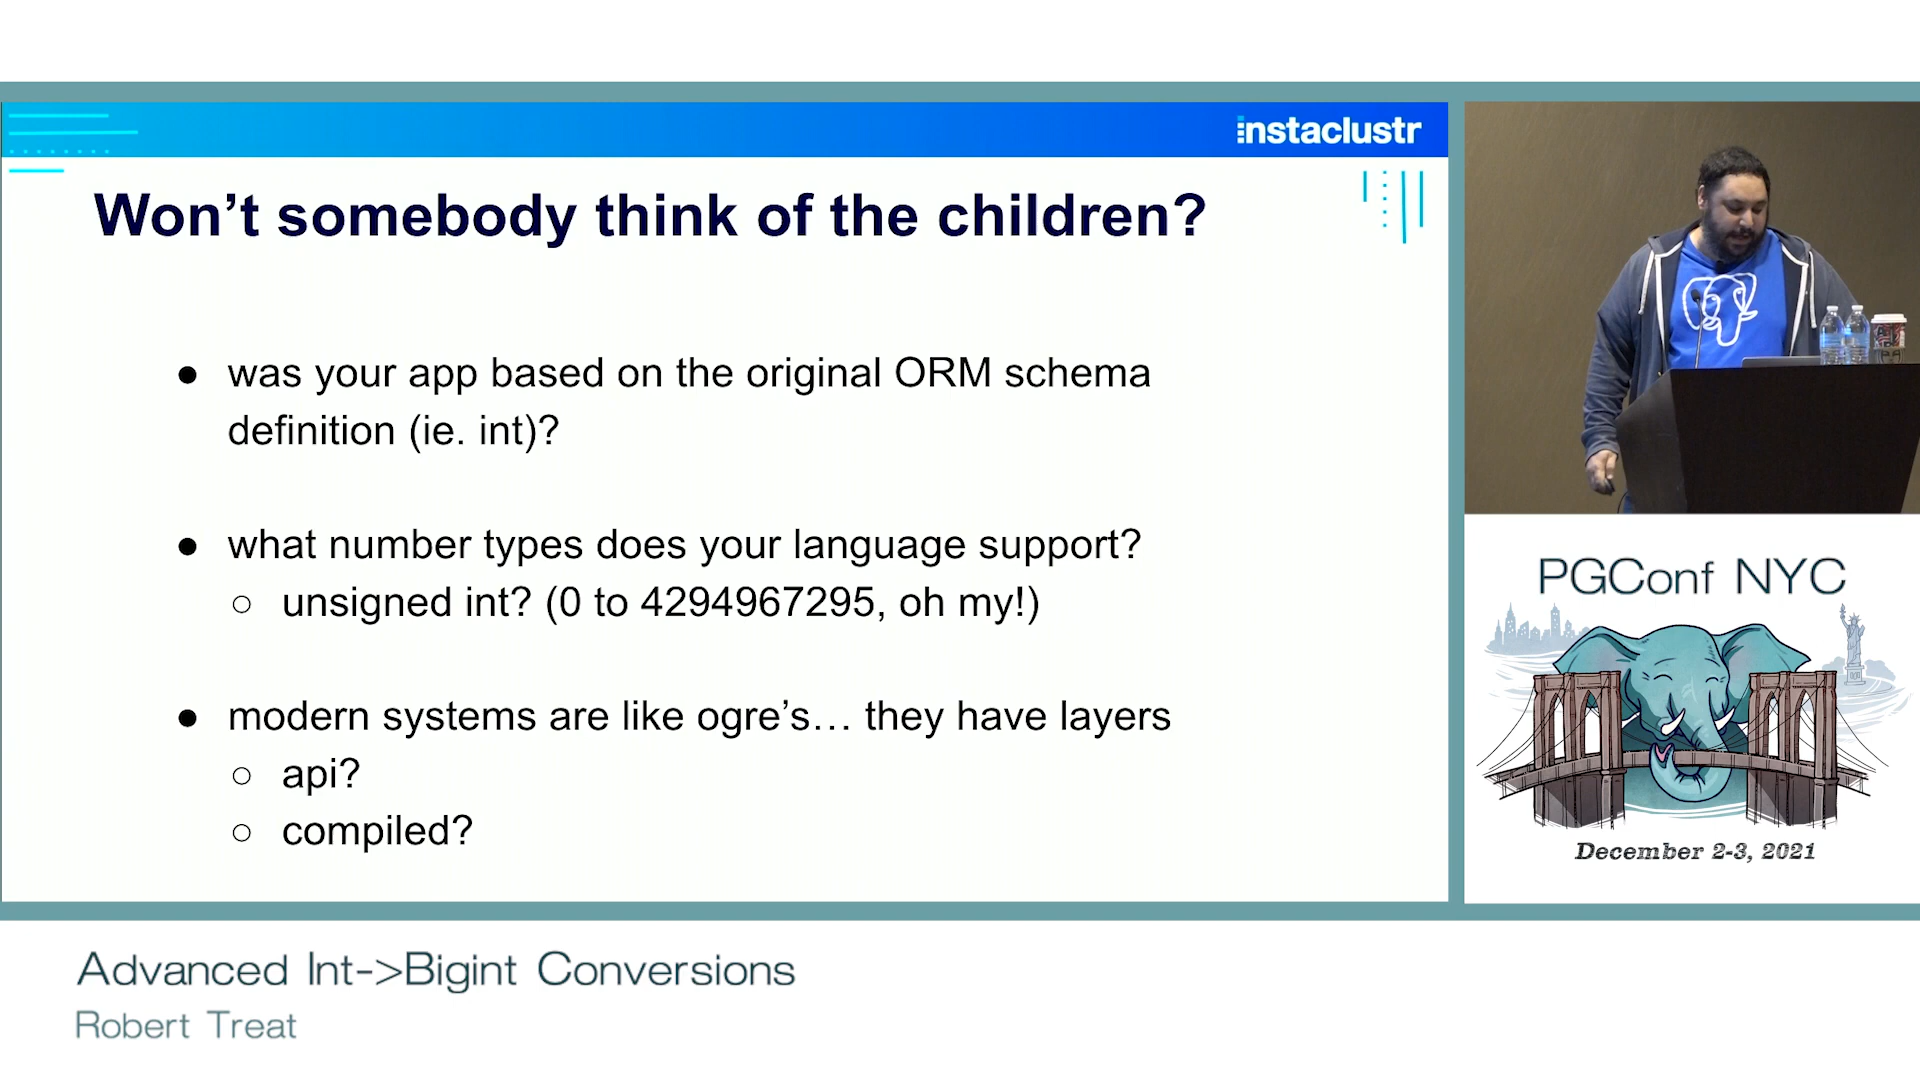 instaclustr
Won’t somebody think of the children?
● was your app based on the original ORM schema
definition (ie. int)?
● what number types does your language support?
○ unsigned int? (0 to 4294967295, oh my!)
● modern systems are like ogre’s… they have layers
○ api?
○ compiled?
PGConf NYC
December 2-3, 2021
Advanced Int->Bigint Conversions
Robert Treat